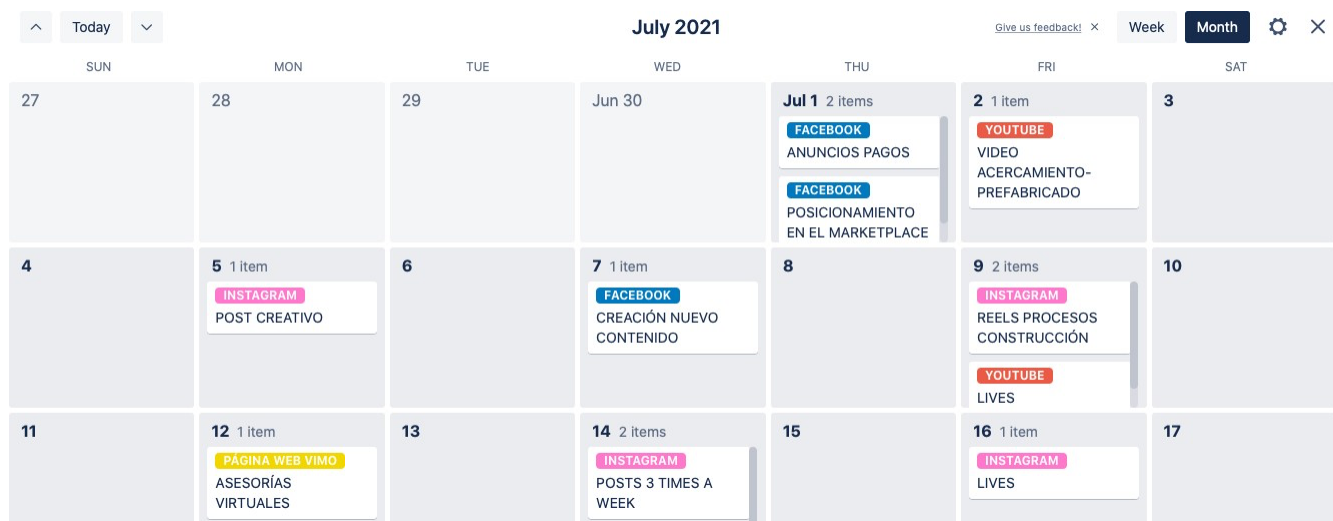 Today
July 2021
Give us feedback! ×
Week
Month
SUN MON TUE WED THU FRI SAT
27
28
29
Jun 30
Jul 1 2 items
FACEBOOK
ANUNCIOS PAGOS
FACEBOOK
POSICIONAMIENTO
EN EL MARKETPLACE
2 1 item
YOUTUBE
VIDEO
ACERCAMIENTO-
PREFABRICADO
3
4
5 1 item
INSTAGRAM
POST CREATIVO
6
7 1 item
FACEBOOK
CREACIÓN NUEVO
CONTENIDO
8
9 2 items
INSTAGRAM
REELS PROCESOS
CONSTRUCCIÓN
YOUTUBE
LIVES
10
11
12 1 item
PÁGINA WEB VIMO
ASESORÍAS
VIRTUALES
13
14 2 items
INSTAGRAM
POSTS 3 TIMES A
WEEK
15
16 1 item
INSTAGRAM
LIVES
17